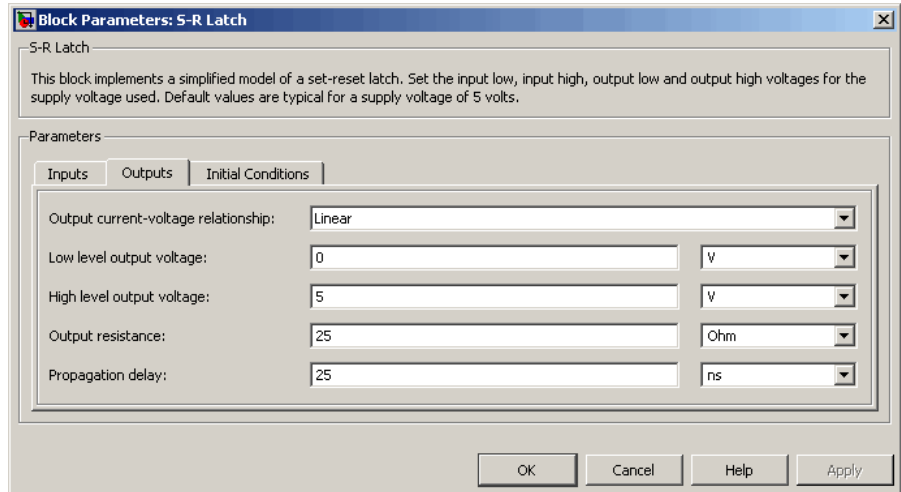 Block Parameters: S-R Latch
S-R Latch
This block implements a simplified model of a set-reset latch. Set the input low, input high, output low and output high voltages for the
supply voltage used. Default values are typical for a supply voltage of 5 volts.
Parameters
Inputs Outputs Initial Conditions
Output current-voltage relationship: Linear
Low level output voltage: 0 V
High level output voltage: 5 V
Output resistance: 25 Ohm
Propagation delay: 25 ns
OK Cancel Help Apply